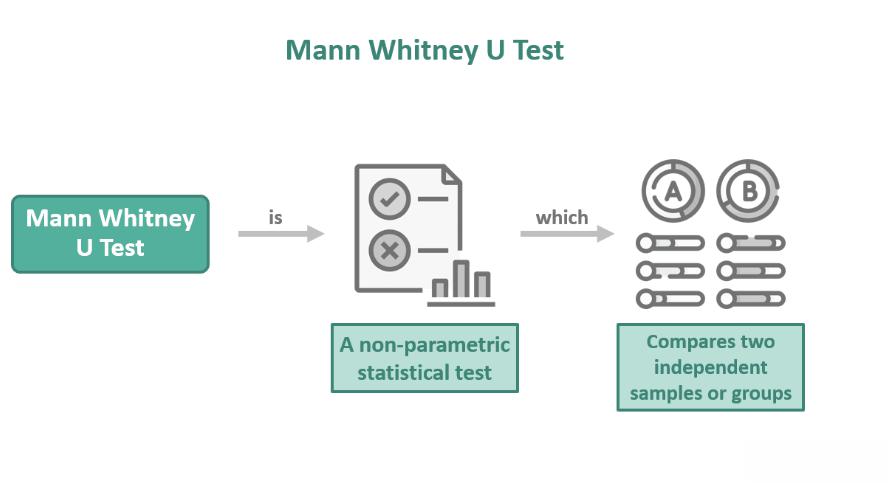 Mann Whitney U Test
Mann Whitney
U Test
is
which
A
B
A non-parametric
statistical test
Compares two
independent
samples or groups